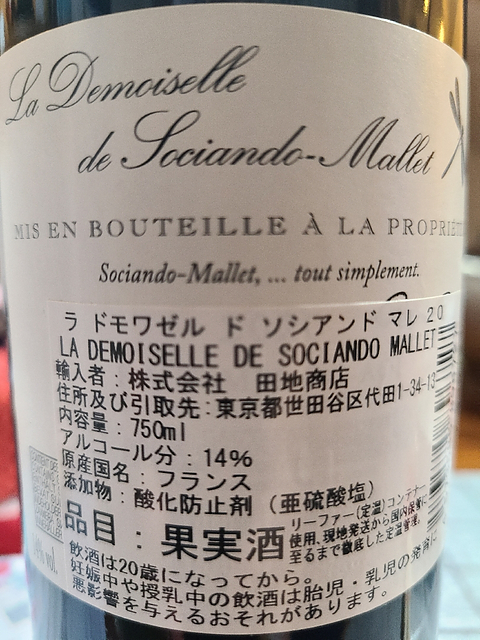 La Demoiselle
de Sociando-Mallet
MIS EN BOUTEILLE À LA PROPRIÉ
Sociando-Mallet, ... tout simplement.
ラ ドモワゼル ド ソシアンド マレ 20
LA DEMOISELLE DE SOCIANDO MALLET
輸入者：株式会社 田地商店
住所及び引取先：東京都世田谷区代田1-34-13
内容量：750ml
アルコール分：14%
原産国名：フランス
添加物：酸化防止剤（亜硫酸塩）
品目：果実酒
リーファー(定温)コンテナー
使用、現地発送から国内保管に
至るまで徹底した定温管理。
飲酒は20歳になってから。
妊娠中や授乳中の飲酒は胎児・乳児の発育に
悪影響を与えるおそれがあります。
% vol.